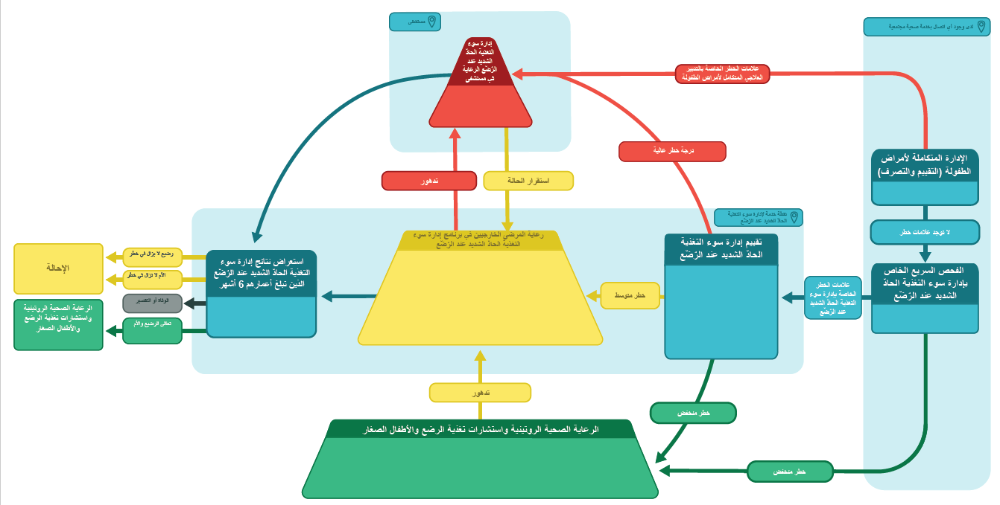 لدى وجود أي اتصال بخدمة صحية مجتمعية
مستشفى
إدارة سوء
التغذية الحادّ
الشديد عند
الرُضّع الرعاية
في مستشفى
علامات الخطر الخاصة بالتدبير
العلاجي المتكامل لأمراض الطفولة
درجة خطر عالية
الإدارة المتكاملة لأمراض
الطفولة (التقييم والتصرف)
تدهور
استقرار الحالة
نقطة خدمة لإدارة سوء التغذية
الحادّ الشديد عند الرُضّع
لا توجد علامات خطر
رعاية المرضى الخارجيين في برنامج إدارة سوء
التغذية الحادّ الشديد عند الرُضّع
تقييم إدارة سوء التغذية
الحادّ الشديد عند الرُضّع
الفحص السريع الخاص
بإدارة سوء التغذية الحادّ
الشديد عند الرُضّع
علامات الخطر
الخاصة بإدارة سوء
التغذية الحادّ الشديد
عند الرُضّع
خطر متوسط
استعراض نتائج إدارة سوء
التغذية الحادّ الشديد عند الرُضّع
الذين تبلغ أعمارهم 6 أشهر
رضيع لا يزال في خطر
الأم لا تزال في خطر
الوفاة أو التقصير
تعافى الرضيع والأم
الإحالة
الرعاية الصحية الروتينية
واستشارات تغذية الرضع
والأطفال الصغار
تدهور
خطر منخفض
الرعاية الصحية الروتينية واستشارات تغذية الرضع والأطفال الصغار
خطر منخفض